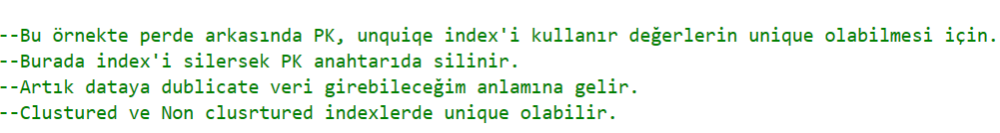 --Bu örnekte perde arkasında PK, unquiqe index'i kullanır değerlerin unique olabilmesi için.
--Burada index'i silersek PK anahtarıda silinir.
--Artık dataya dublicate veri girebileceğim anlamına gelir.
--Clustured ve Non clusrtured indexlerde unique olabilir.